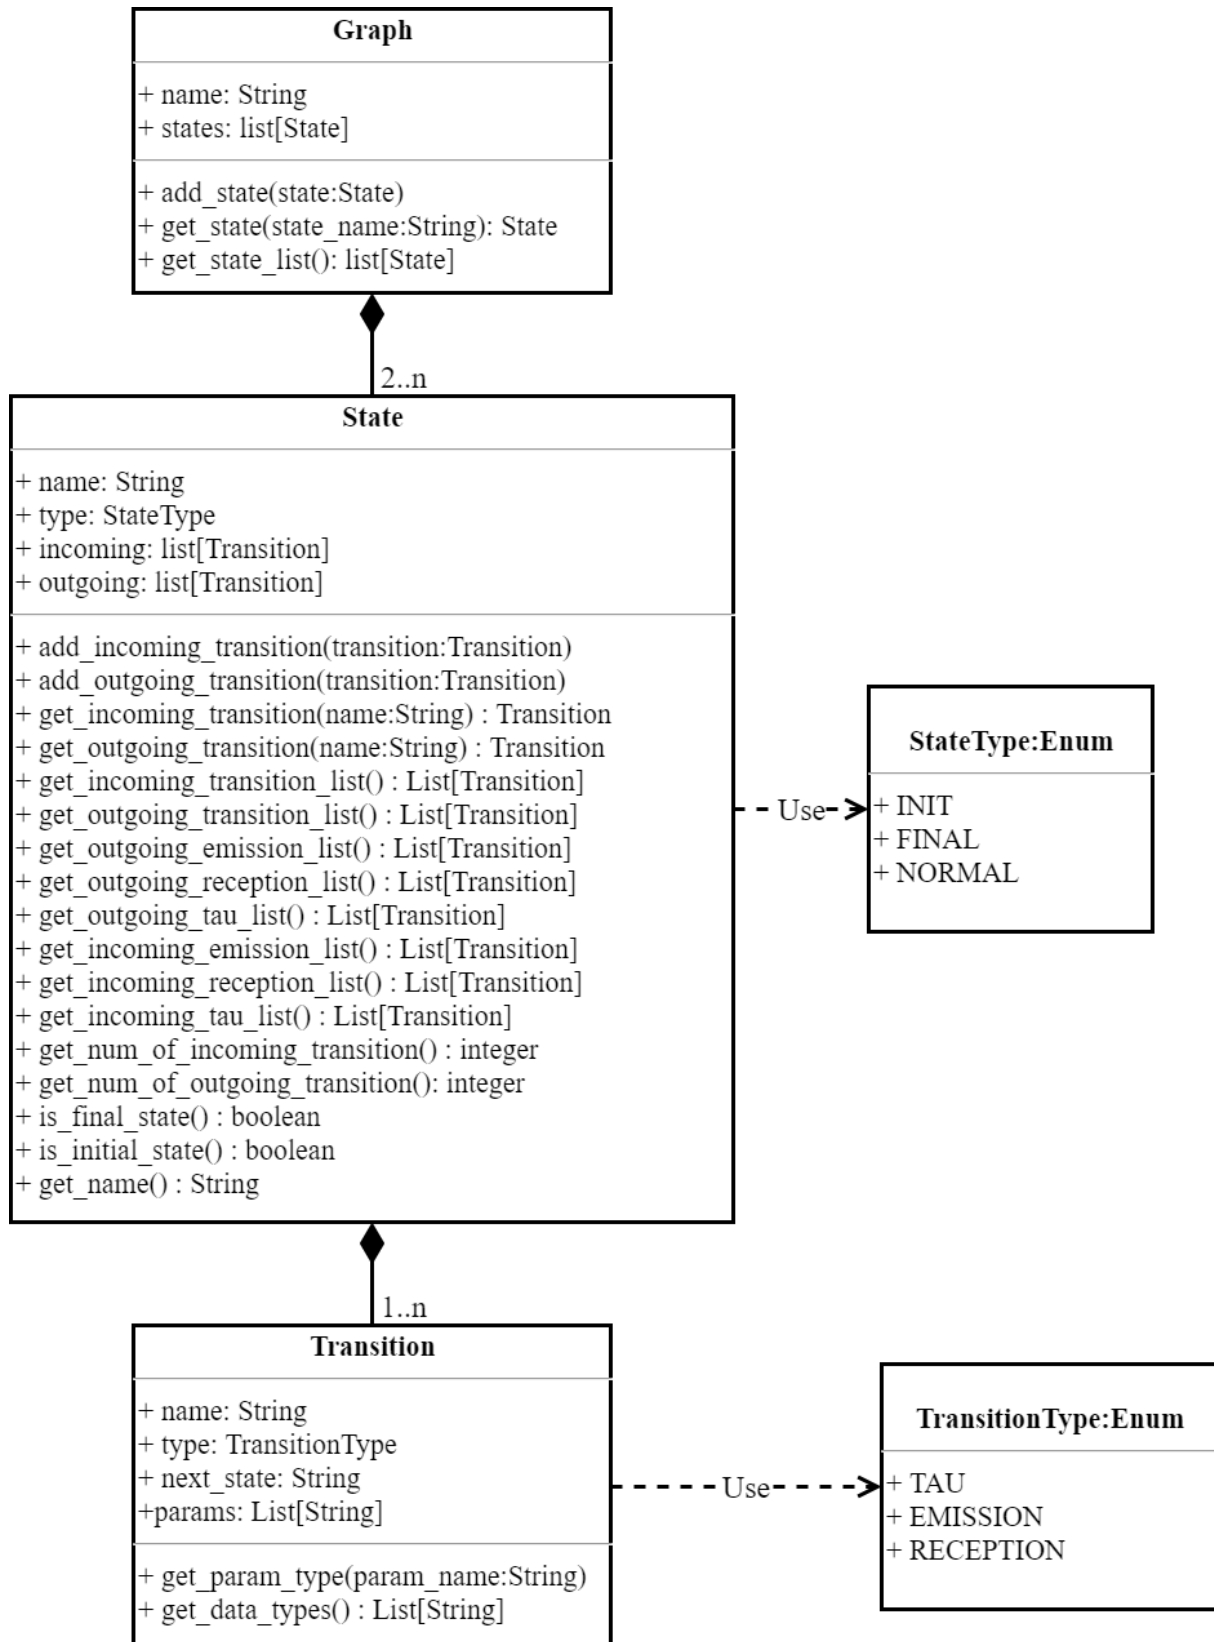 Graph
+ name: String
+ states: list[State]
+ add_state(state:State)
+ get_state(state_name:String): State
+ get_state_list(): list[State]
2..n
State
+ name: String
+ type: StateType
+ incoming: list[Transition]
+ outgoing: list[Transition]
+ add_incoming_transition(transition:Transition)
+ add_outgoing_transition(transition:Transition)
+ get_incoming_transition(name:String) : Transition
+ get_outgoing_transition(name:String) : Transition
+ get_incoming_transition_list() : List[Transition]
+ get_outgoing_transition_list() : List[Transition]
+ get_outgoing_emission_list() : List[Transition]
+ get_outgoing_reception_list() : List[Transition]
+ get_outgoing_tau_list() : List[Transition]
+ get_incoming_emission_list() : List[Transition]
+ get_incoming_reception_list() : List[Transition]
+ get_incoming_tau_list() : List[Transition]
+ get_num_of_incoming_transition() : integer
+ get_num_of_outgoing_transition(): integer
+ is_final_state() : boolean
+ is_initial_state() : boolean
+ get_name() : String
Use
StateType:Enum
+ INIT
+ FINAL
+ NORMAL
1..n
Transition
+ name: String
+ type: TransitionType
+ next_state: String
+params: List[String]
+ get_param_type(param_name:String)
+ get_data_types() : List[String]
Use
TransitionType:Enum
+ TAU
+ EMISSION
+ RECEPTION